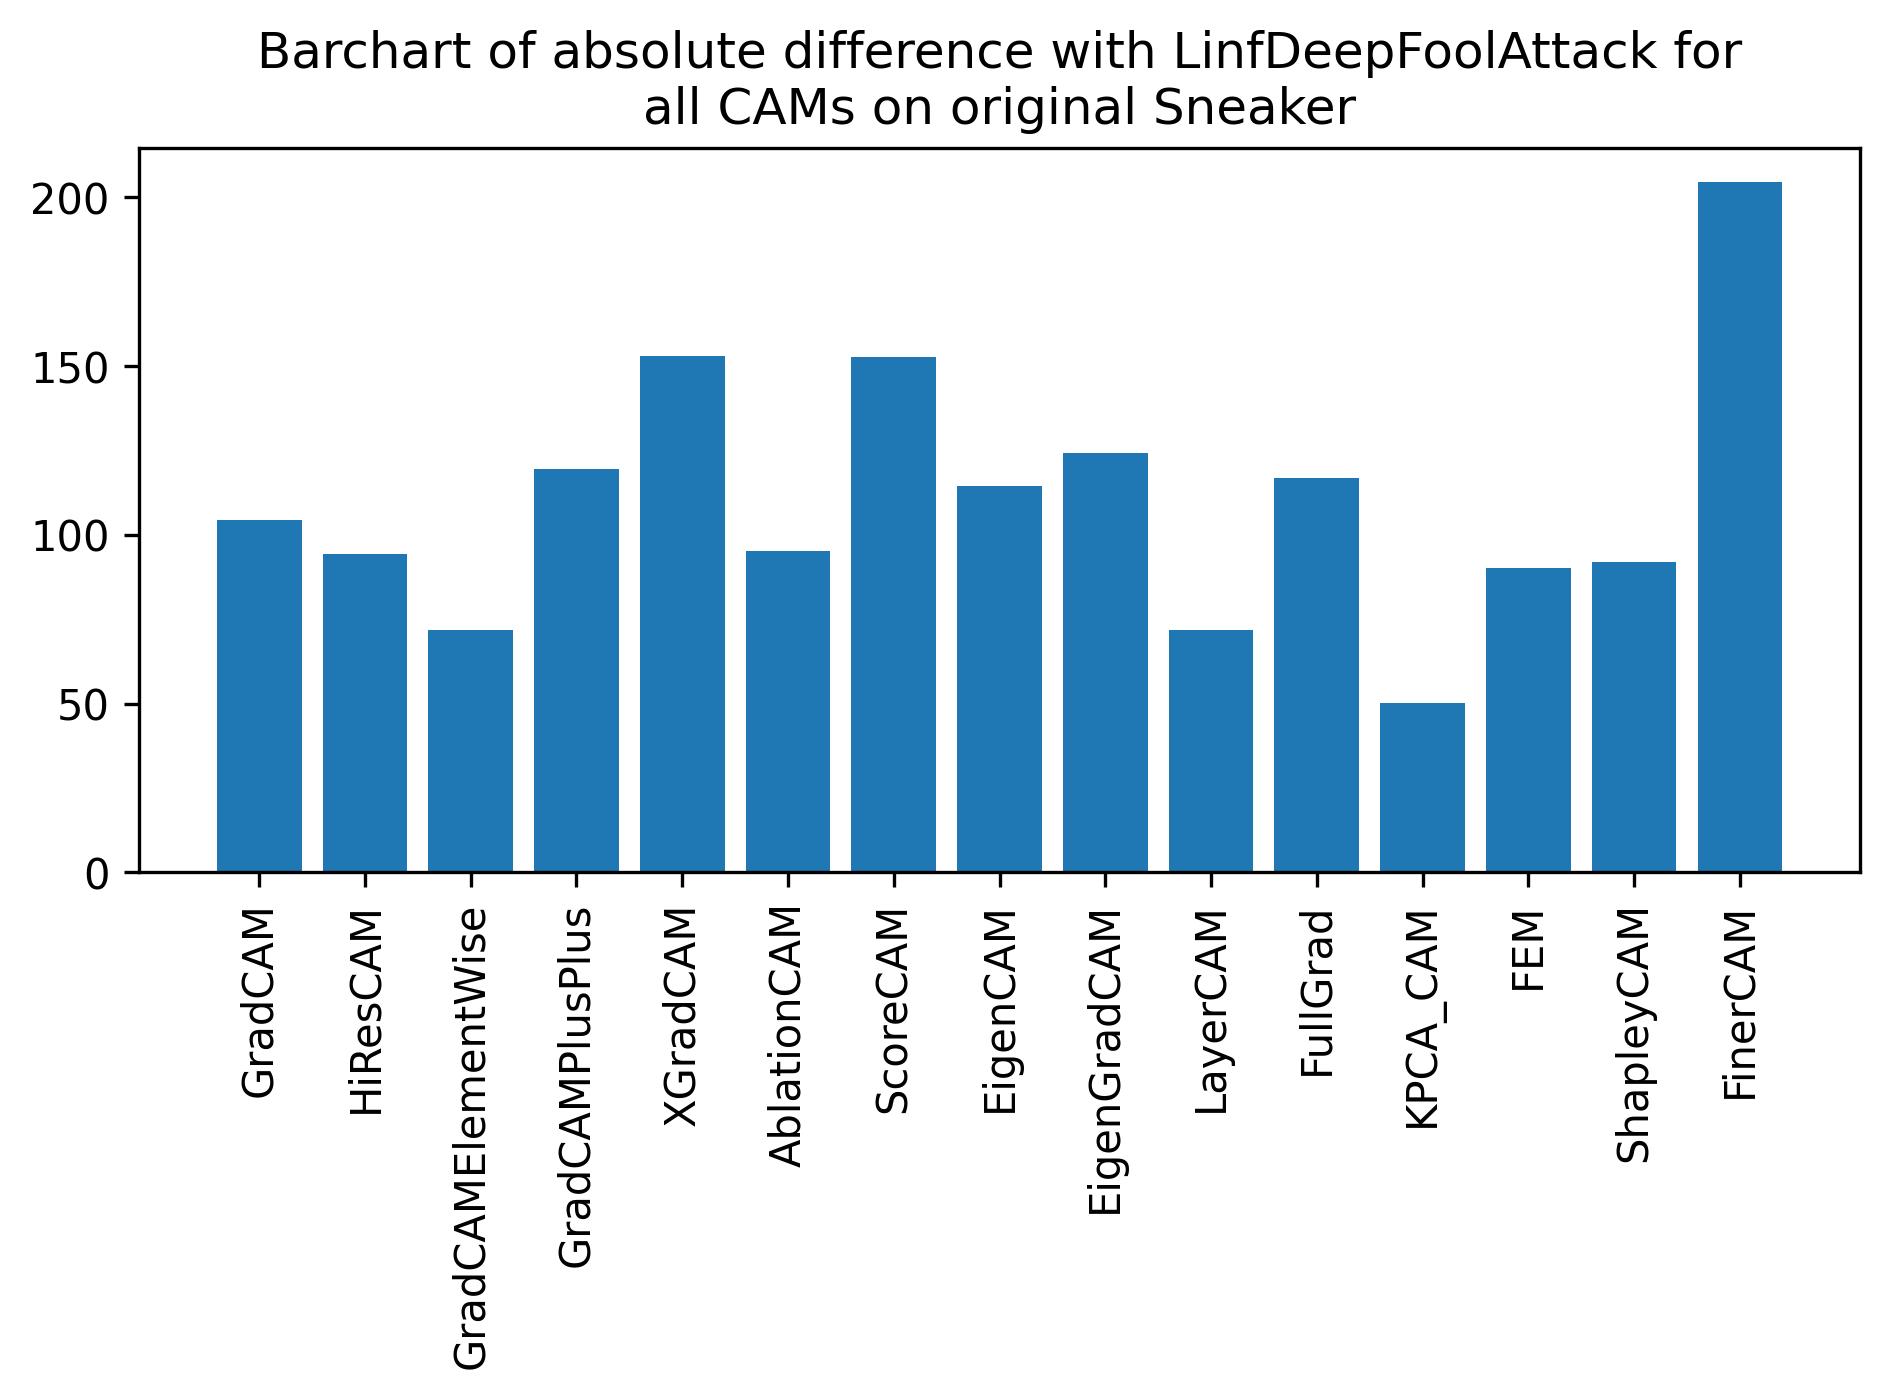 Barchart of absolute difference with LinfDeepFoolAttack for
all CAMs on original Sneaker
200
150
100
50
0
GradCAM
HiResCAM
GradCAMElementWise
GradCAMPlusPlus
XGradCAM
AblationCAM
ScoreCAM
EigenCAM
EigenGradCAM
LayerCAM
FullGrad
KPCA_CAM
FEM
ShapleyCAM
FinerCAM